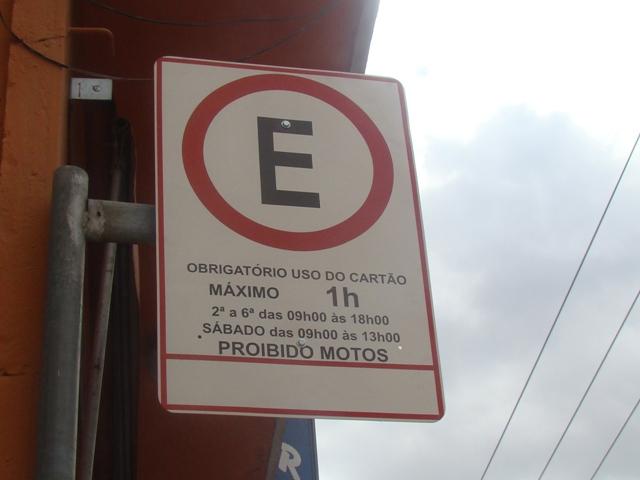 E
OBRIGATÓRIO USO DO CARTÃO
MÁXIMO 1h
2ª a 6ª das 09h00 às 18h00
SÁBADO das 09h00 às 13h00
PROIBIDO MOTOS
R